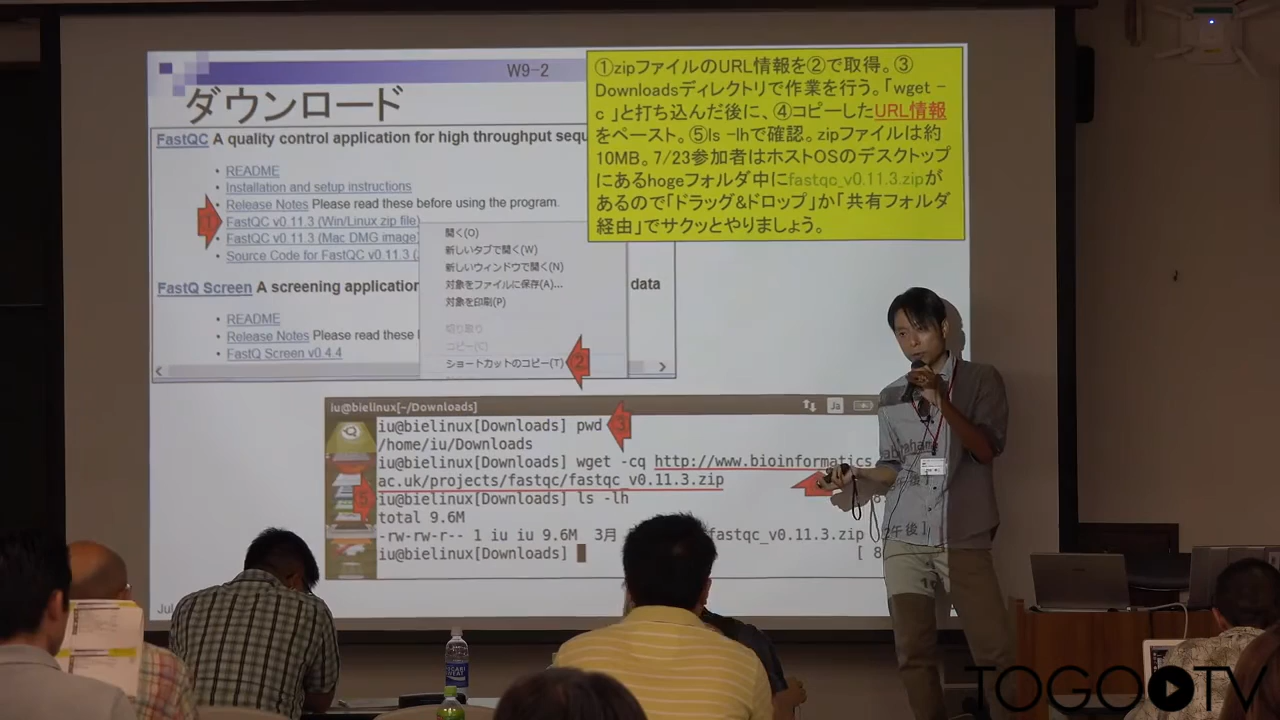 W9-2
ダウンロード
①zipファイルのURL情報を②で取得。③
Downloadsディレクトリで作業を行う。「wget -
c 」と打ち込んだ後に、④コピーしたURL情報
をペースト。⑤ls -lhで確認。zipファイルは約
10MB。7/23参加者はホストOSのデスクトップ
にあるhogeフォルダ中にfastqc_v0.11.3.zipが
あるので「ドラッグ&ドロップ」か「共有フォルダ
経由」でサクッとやりましょう。
FastQC A quality control application for high throughput sequ
README
Installation and setup instructions
Release Notes Please read these before using the program.
① FastQC v0.11.3 (Win/Linux zip file)
FastQC v0.11.3 (Mac DMG image)
Source Code for FastQC v0.11.3 (
FastQ Screen A screening application
data
README
Release Notes Please read these
FastQ Screen v0.4.4
開く(O)
新しいタブで開く(W)
新しいウィンドウで開く(N)
対象をファイルに保存(A)...
対象を印刷(P)
切り取り
コピー(C)
ショートカットのコピー(T) ②
iu@bielinux[~/Downloads]
Ja
iu@bielinux[Downloads] pwd ③
/home/iu/Downloads
iu@bielinux[Downloads] wget -cq http://www.bioinformatics
ac.uk/projects/fastqc/fastqc_v0.11.3.zip
⑤ iu@bielinux[Downloads] ls -lh
total 9.6M
-rw-rw-r-- 1 iu iu 9.6M 3月 fastqc_v0.11.3.zip
iu@bielinux[Downloads] [ 8
abraham
午後]
午後]
Jul
TOGO TV